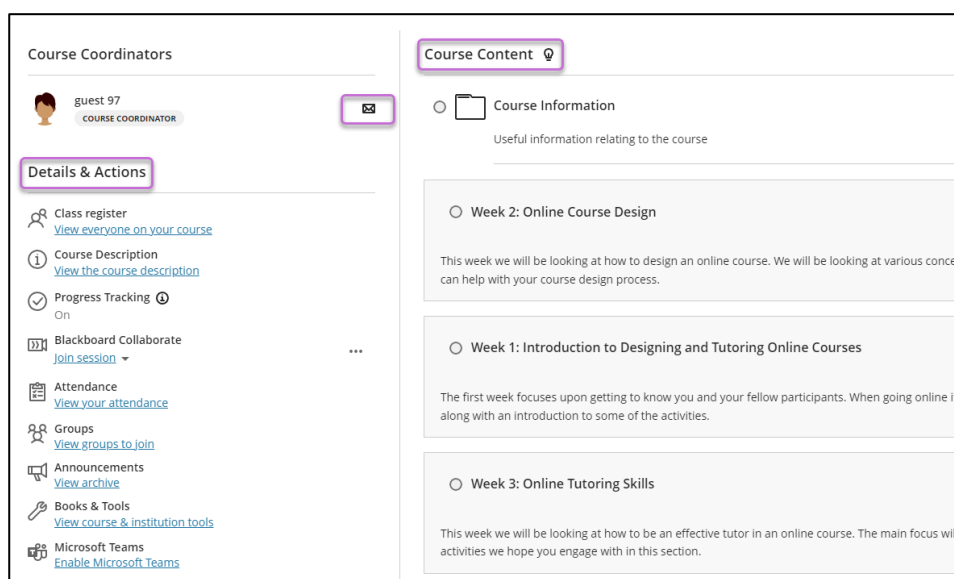 Course Coordinators
guest 97
COURSE COORDINATOR
Details & Actions
Class register
View everyone on your course
Course Description
View the course description
Progress Tracking
On
Blackboard Collaborate
Join session
Attendance
View your attendance
Groups
View groups to join
Announcements
View archive
Books & Tools
View course & institution tools
Microsoft Teams
Enable Microsoft Teams
Course Content
Course Information
Useful information relating to the course
Week 2: Online Course Design
This week we will be looking at how to design an online course. We will be looking at various
can help with your course design process.
Week 1: Introduction to Designing and Tutoring Online Courses
The first week focuses upon getting to know you and your fellow participants. When going online
along with an introduction to some of the activities.
Week 3: Online Tutoring Skills
This week we will be looking at how to be an effective tutor in an online course. The main focus
activities we hope you engage with in this section.